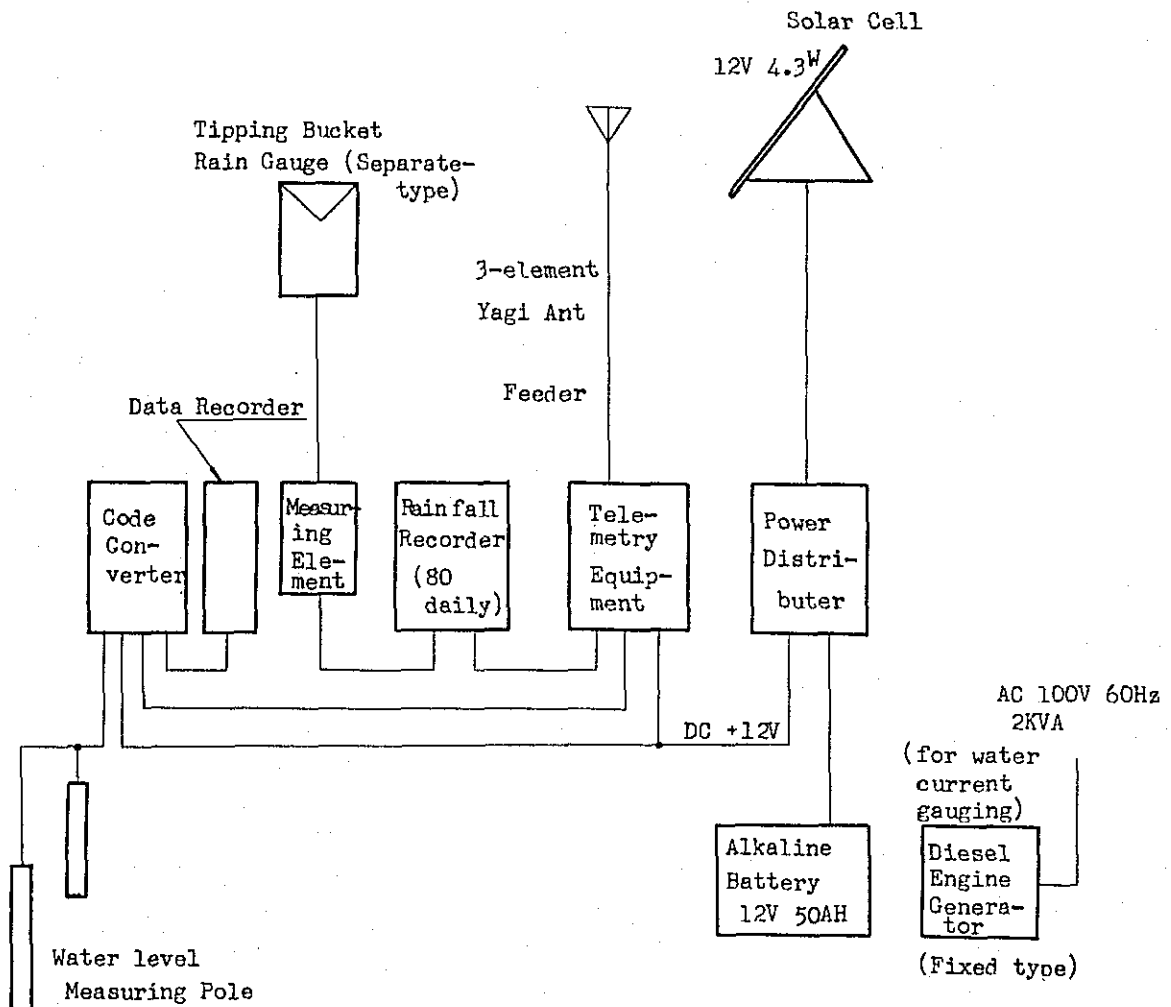 Solar Cell
12V 4.3W
Tipping Bucket
Rain Gauge (Separate-
type)
3-element
Yagi Ant
Feeder
Data Recorder
Code
Con-
verter
Measur-
ing
Ele-
ment
Rainfall
Recorder
(80
daily)
Tele-
metry
Equip-
ment
Power
Distri-
buter
DC +12V
AC 100V 60Hz
2KVA
(for water
current
gauging)
Alkaline
Battery
12V 50AH
Diesel
Engine
Genera-
tor
(Fixed type)
Water level
Measuring Pole